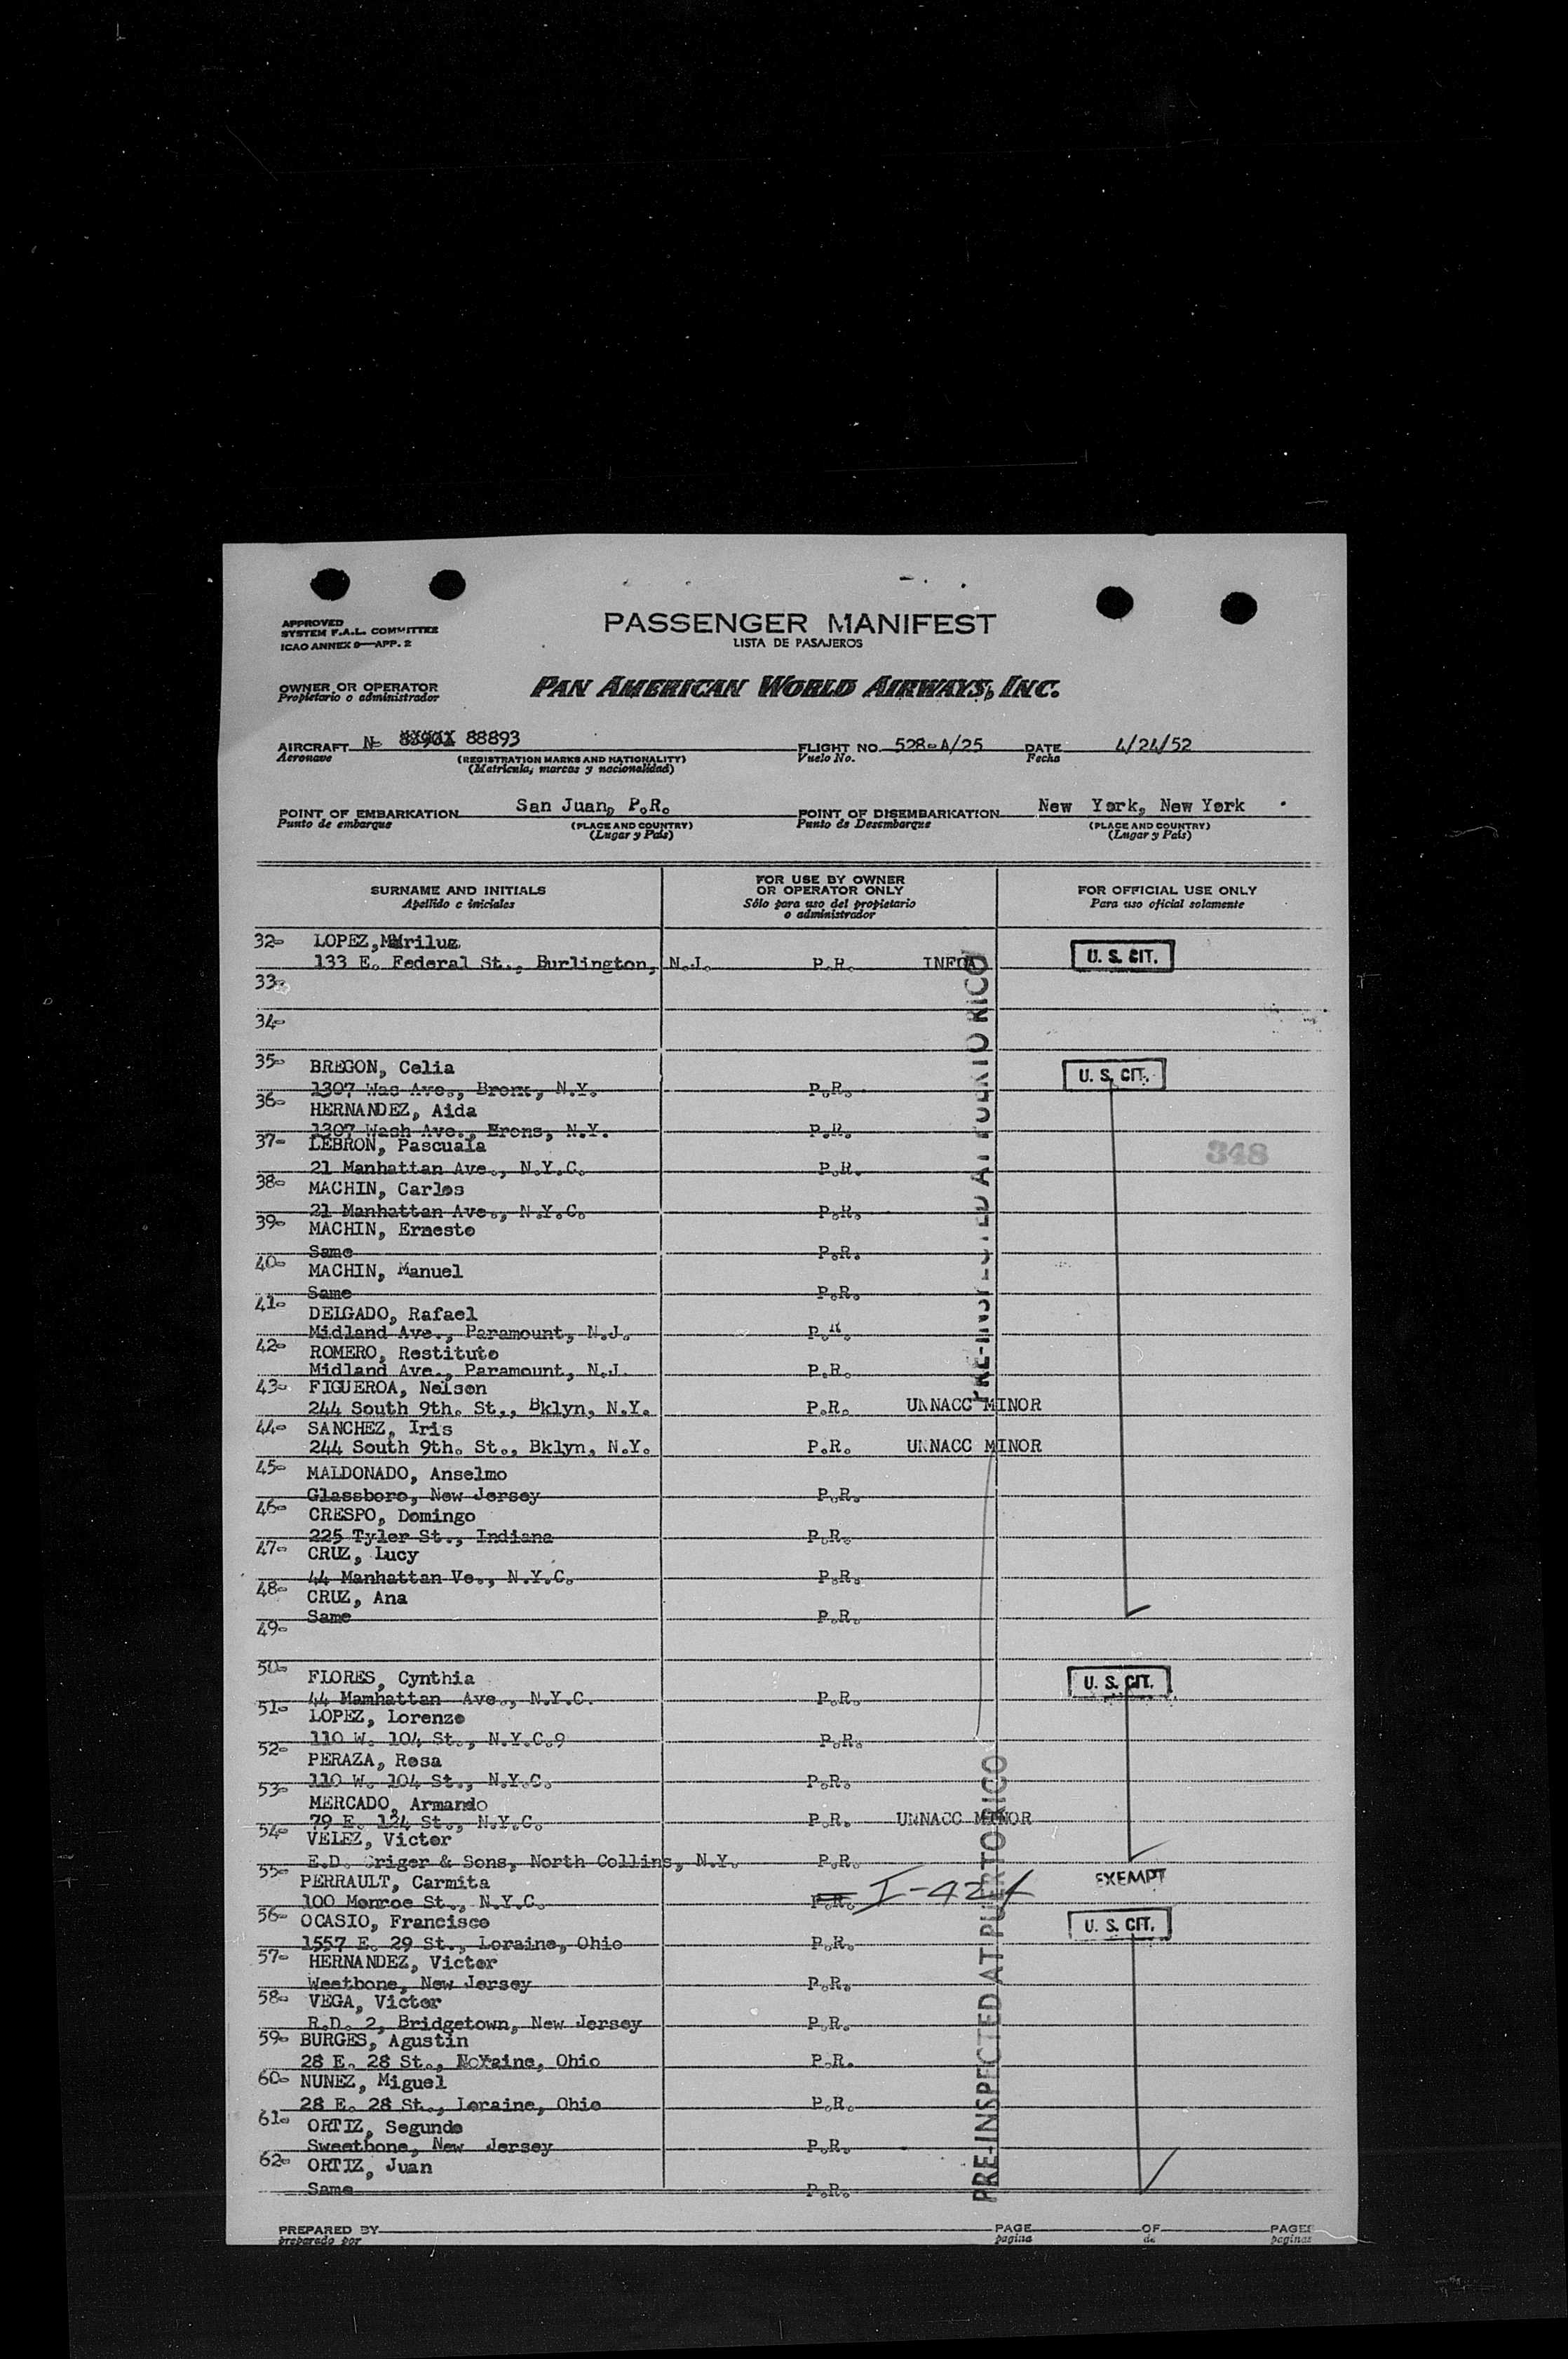 APPROVED
SYSTEM F.A.L. COMMITTEE
ICAO ANNEX 9—APP. 2
PASSENGER MANIFEST
LISTA DE PASAJEROS
OWNER OR OPERATOR
Propietario o administrador
PAN AMERICAN WORLD AIRWAYS, INC.
AIRCRAFT N- 88893 FLIGHT NO. 528-A/25 DATE 4/24/52
Aeronave (REGISTRATION MARKS AND NATIONALITY) Vuelo No. Fecha
(Matrícula, marcas y nacionalidad)
POINT OF EMBARKATION San Juan, P.R. POINT OF DISEMBARKATION New York, New York
Punto de embarque (PLACE AND COUNTRY) Punto de Desembarque (PLACE AND COUNTRY)
(Lugar y País) (Lugar y País)
SURNAME AND INITIALS FOR USE BY OWNER OR OPERATOR ONLY FOR OFFICIAL USE ONLY
Apellido e iniciales Sólo para uso del propietario o administrador Para uso oficial solamente
32- LOPEZ, Mariluz
133 E. Federal St., Burlington, N.J. P.R. INFOA U. S. CIT.
33-
34-
35- BREGON, Celia U. S. CIT.
1307 Was Ave., Bronx, N.Y. P.R.
36- HERNANDEZ, Aida
1307 Wash Ave., Brons, N.Y. P.R.
37- LEBRON, Pascuala 348
21 Manhattan Ave., N.Y.C. P.R.
38- MACHIN, Carlos
21 Manhattan Ave., N.Y.C. P.R.
39- MACHIN, Ernesto
Same P.R.
40- MACHIN, Manuel
Same P.R.
41- DELGADO, Rafael
Midland Ave., Paramount, N.J. P.R.
42- ROMERO, Restituto
Midland Ave., Paramount, N.J. P.R.
43- FIGUEROA, Nelson
244 South 9th. St., Bklyn, N.Y. P.R. UNNACC MINOR
44- SANCHEZ, Iris
244 South 9th. St., Bklyn, N.Y. P.R. UNNACC MINOR
45- MALDONADO, Anselmo
Glassboro, New Jersey P.R.
46- CRESPO, Domingo
225 Tyler St., Indiana P.R.
47- CRUZ, Lucy
44 Manhattan Ve., N.Y.C. P.R.
48- CRUZ, Ana
Same P.R.
49-
50- FLORES, Cynthia U. S. CIT.
44 Mamhattan Ave., N.Y.C. P.R.
51- LOPEZ, Lorenzo
110 W. 104 St., N.Y.C.9 P.R.
52- PERAZA, Rosa
110 W. 104 St., N.Y.C. P.R.
53- MERCADO, Armando
79 E. 124 St., N.Y.C. P.R. UNNACC MINOR
54- VELEZ, Victor
E.D. Criger & Sons, North Collins, N.Y. P.R.
55- PERRAULT, Carmita EXEMPT
100 Monroe St., N.Y.C. P.R. I-424
56- OCASIO, Francisco U. S. CIT.
1557 E. 29 St., Loraine, Ohio P.R.
57- HERNANDEZ, Victor
Weetbone, New Jersey P.R.
58- VEGA, Victor
R.D. 2, Bridgetown, New Jersey P.R.
59- BURGES, Agustin
28 E. 28 St., Ohio P.R.
60- NUNEZ, Miguel
28 E. 28 St., Loraine, Ohio P.R.
61- ORTIZ, Segundo
Sweetbone, New Jersey P.R.
62- ORTIZ, Juan
Same P.R.
PRE-INSPECTED AT PUERTO RICO
PRE-INSPECTED AT PUERTO RICO
PREPARED BY PAGE OF PAGES
preparado por pagina de paginas